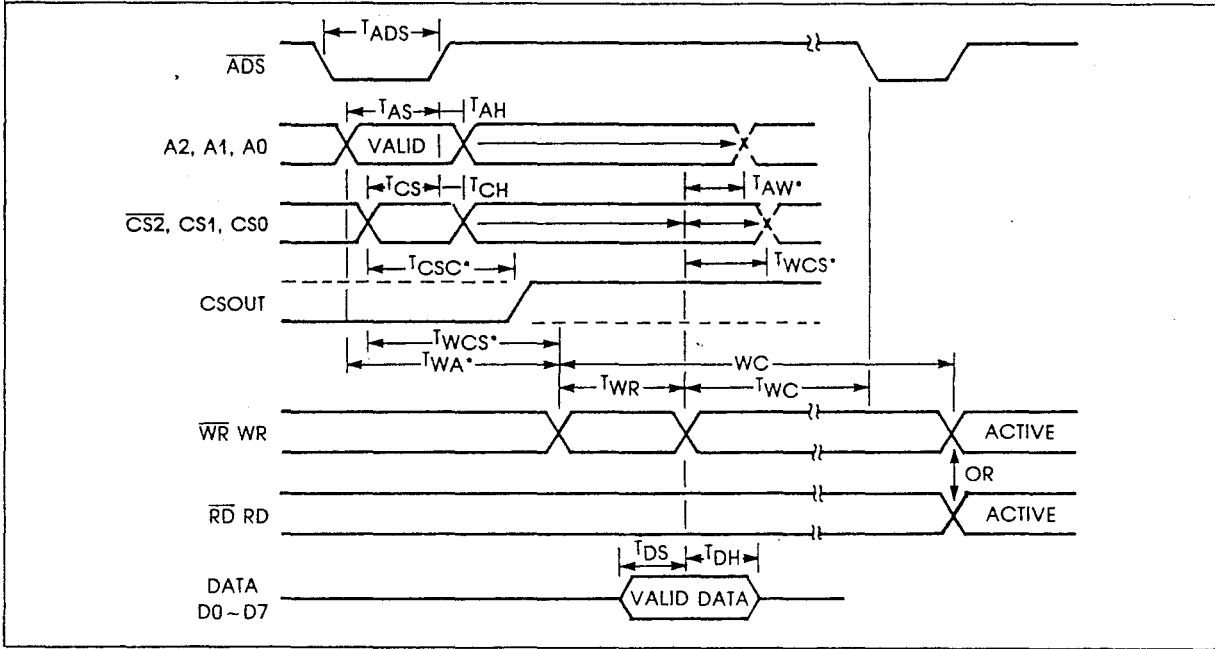 TADS
ADS
TAS TAH
A2, A1, A0 VALID
TCS TCH TAW*
CS2, CS1, CS0
TCSC* TWCS*
CSOUT
TWCS*
TWA* WC
TWR TWC
WR WR ACTIVE
OR
RD RD ACTIVE
TDS TDH
DATA
D0~D7 VALID DATA